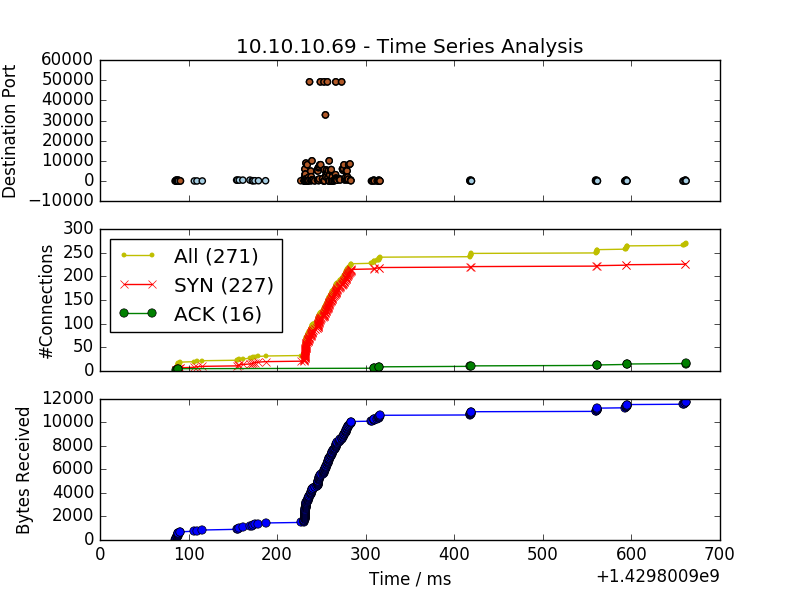 10.10.10.69 - Time Series Analysis
60000
50000
40000
30000
20000
10000
0
−10000
Destination Port
300
250
200
150
100
50
0
#Connections
All (271)
SYN (227)
ACK (16)
12000
10000
8000
6000
4000
2000
0
Bytes Received
0 100 200 300 400 500 600 700
Time / ms
+1.4298009e9